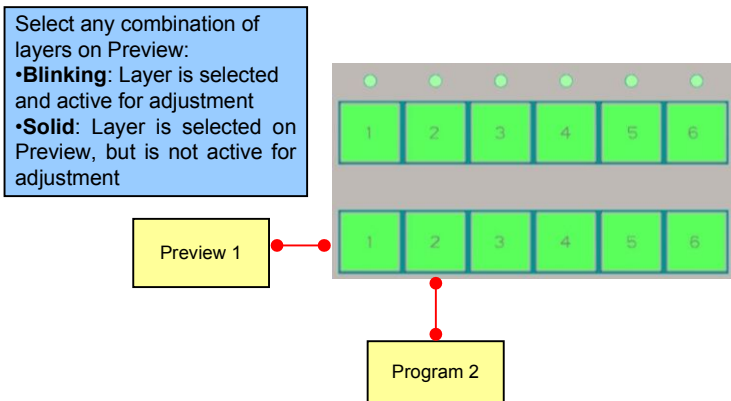 Select any combination of
layers on Preview:
•Blinking: Layer is selected
and active for adjustment
•Solid: Layer is selected on
Preview, but is not active for
adjustment
1 2 3 4 5 6
1 2 3 4 5 6
Preview 1
Program 2